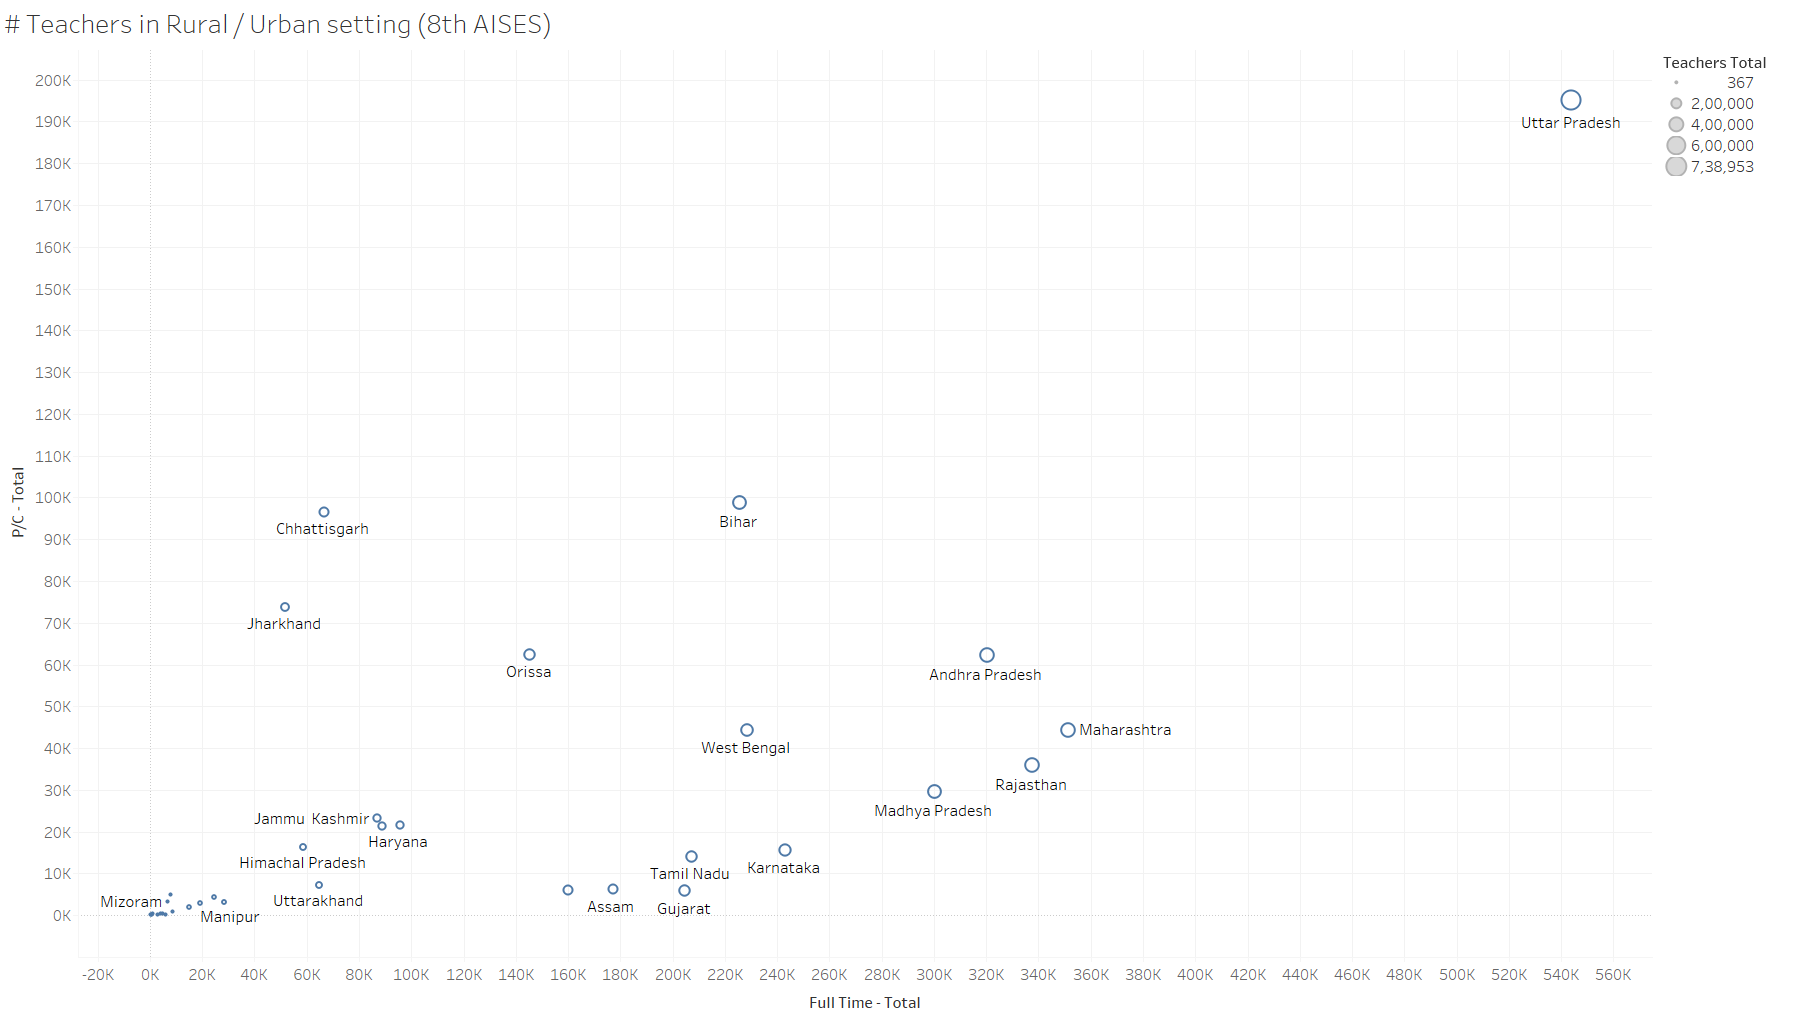 # Teachers in Rural / Urban setting (8th AISES)
Teachers Total
367
2,00,000
4,00,000
6,00,000
7,38,953
P/C - Total
200K
190K
180K
170K
160K
150K
140K
130K
120K
110K
100K
90K
80K
70K
60K
50K
40K
30K
20K
10K
0K
Uttar Pradesh
Chhattisgarh
Bihar
Jharkhand
Orissa
Andhra Pradesh
West Bengal
Maharashtra
Rajasthan
Madhya Pradesh
Jammu Kashmir
Haryana
Himachal Pradesh
Tamil Nadu
Karnataka
Mizoram
Uttarakhand
Manipur
Assam
Gujarat
-20K 0K 20K 40K 60K 80K 100K 120K 140K 160K 180K 200K 220K 240K 260K 280K 300K 320K 340K 360K 380K 400K 420K 440K 460K 480K 500K 520K 540K 560K
Full Time - Total